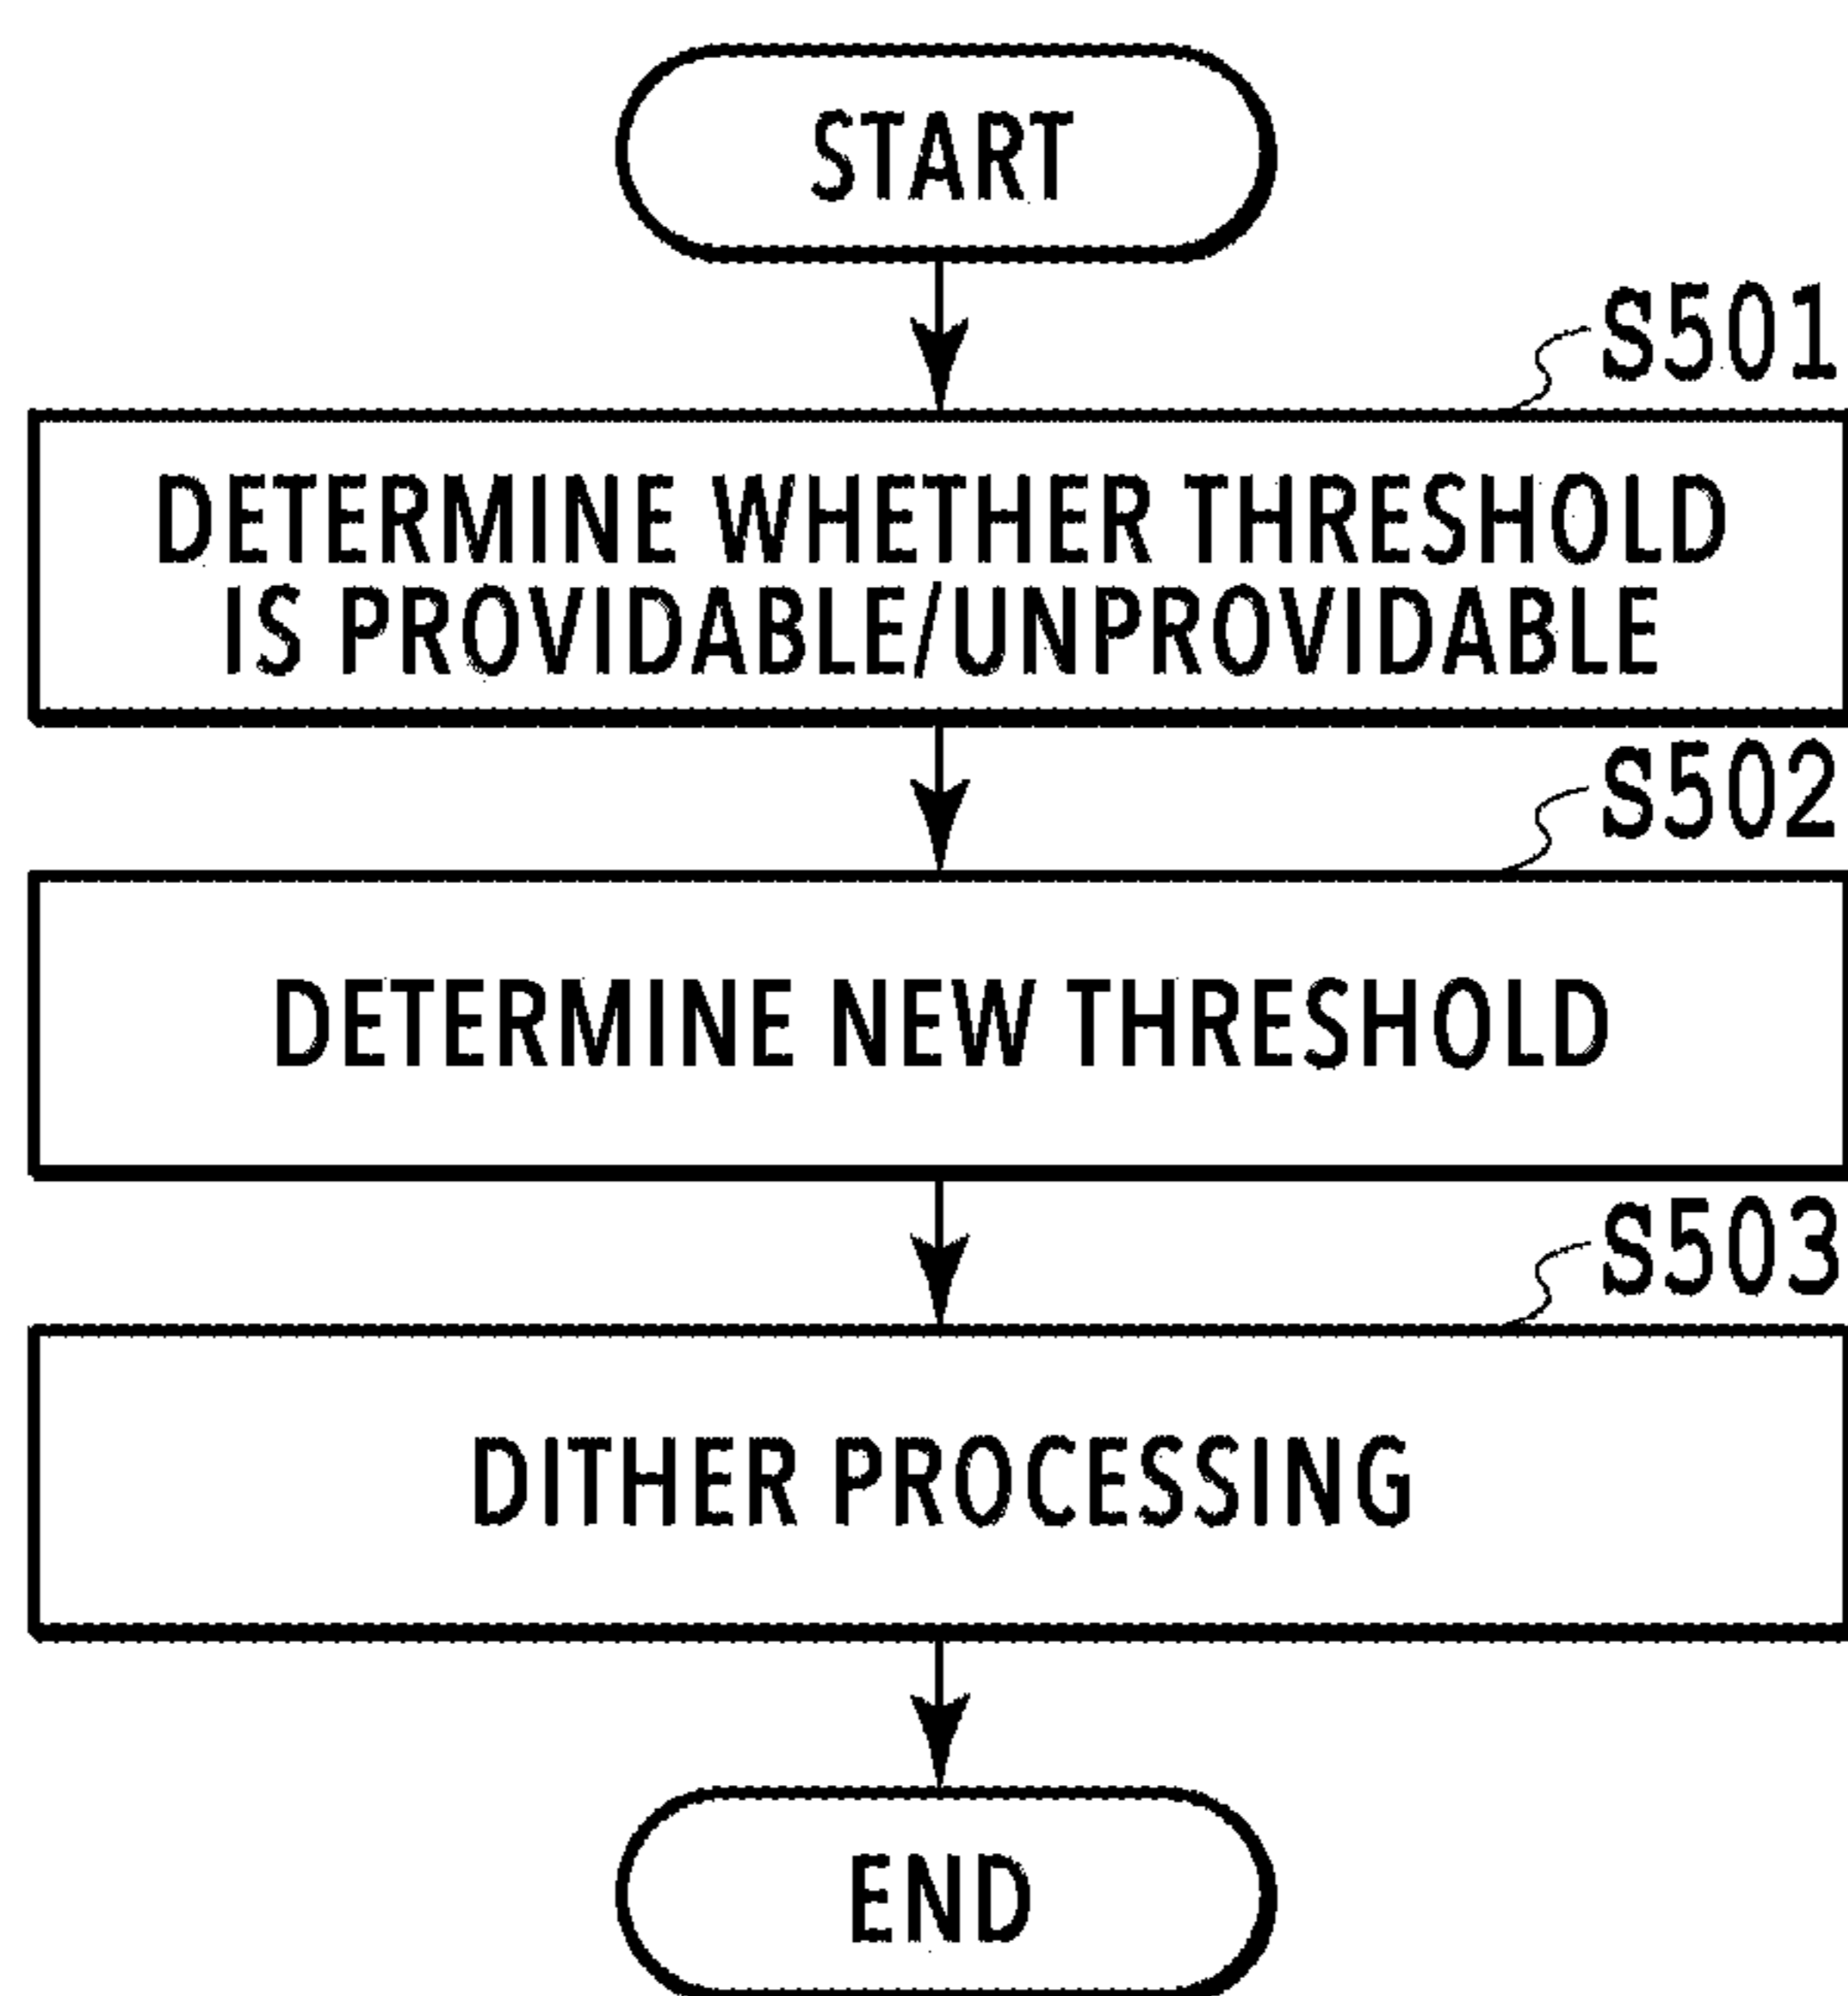 START
S501
DETERMINE WHETHER THRESHOLD
IS PROVIDABLE/UNPROVIDABLE
S502
DETERMINE NEW THRESHOLD
S503
DITHER PROCESSING
END